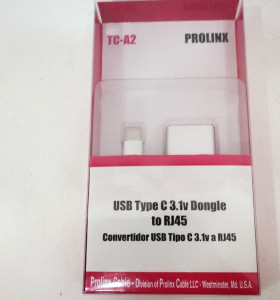 TC-A2 PROLINX
USB Type C 3.1v Dongle
to RJ45
Convertidor USB Tipo C 3.1v a RJ45
Prolinx Cable - Division of Prolinx Cable LLC - Westminster, Md. U.S.A.